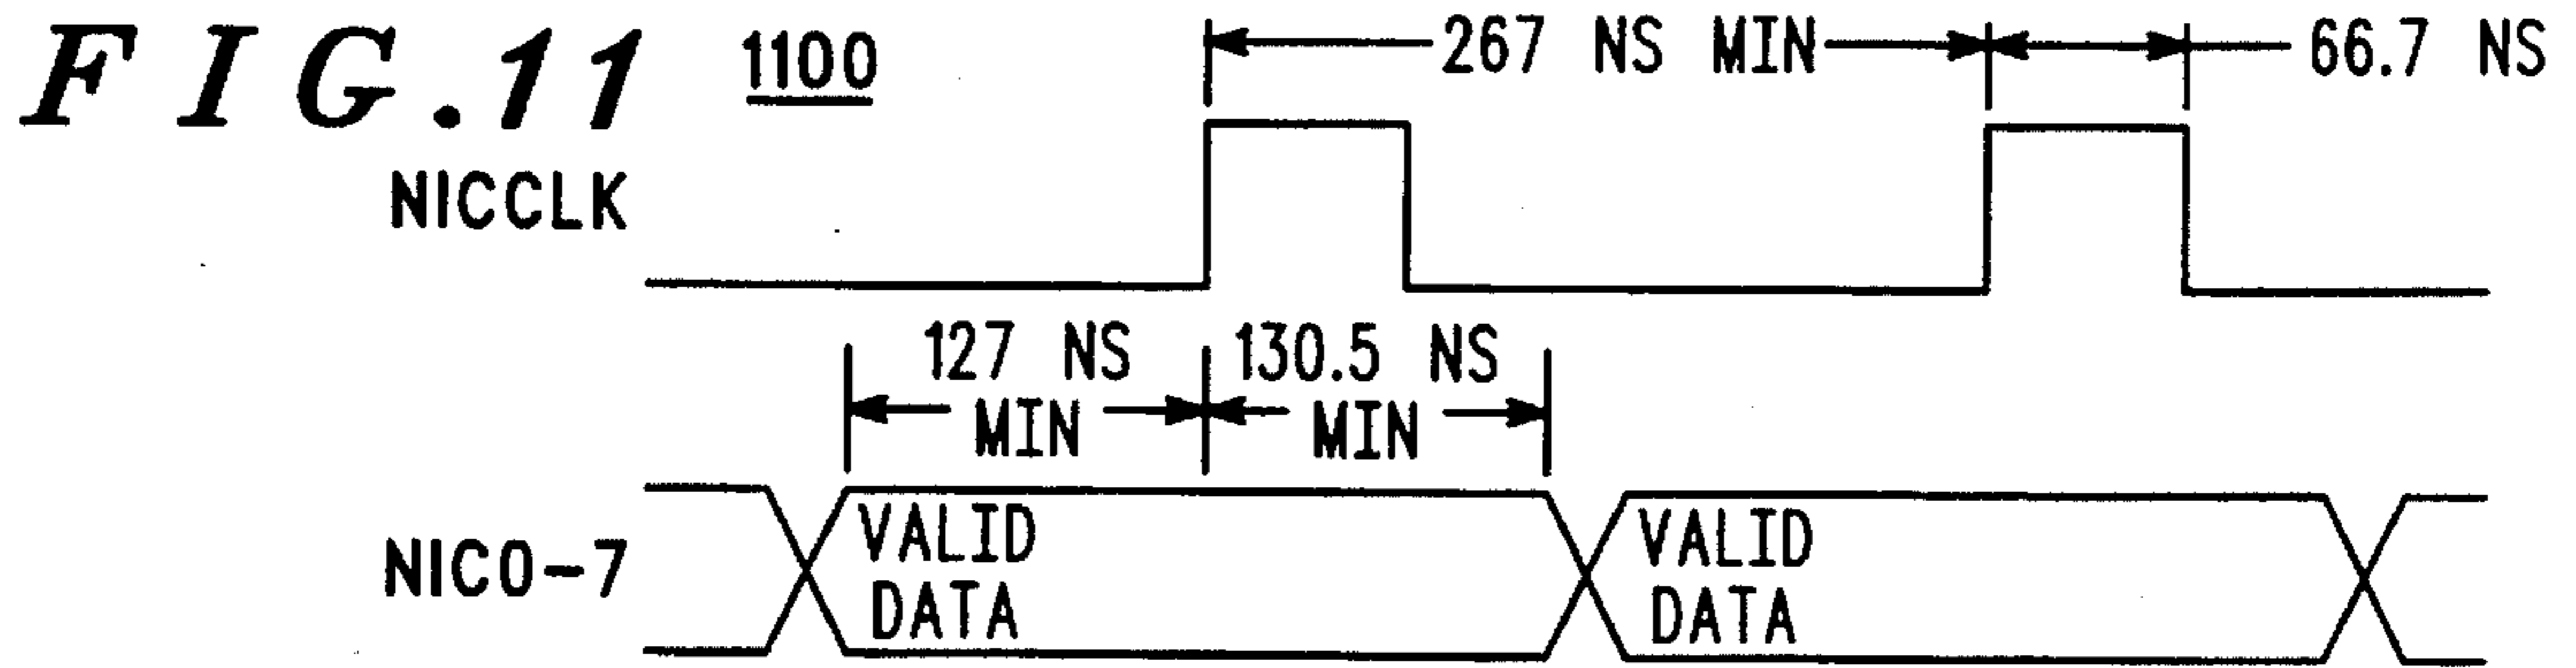 FIG.11
1100
267 NS MIN
66.7 NS
NICCLK
127 NS
MIN
130.5 NS
MIN
NIC0-7
VALID
DATA
VALID
DATA